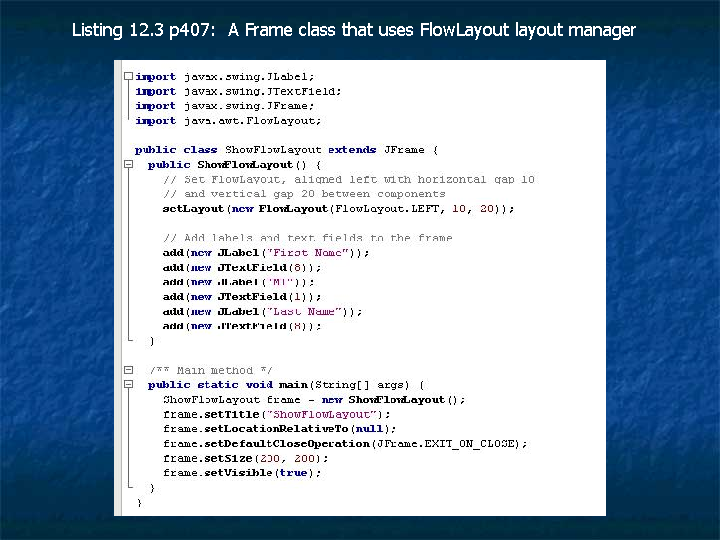 Listing 12.3 p407: A Frame class that uses FlowLayout layout manager
import javax.swing.JLabel;
import javax.swing.JTextField;
import javax.swing.JFrame;
import java.awt.FlowLayout;
public class ShowFlowLayout extends JFrame {
public ShowFlowLayout() {
// Set FlowLayout, aligned left with horizontal gap 10
// and vertical gap 20 between components
setLayout(new FlowLayout(FlowLayout.LEFT, 10, 20));
// Add labels and text fields to the frame
add(new JLabel("First Name"));
add(new JTextField(8));
add(new JLabel("MI"));
add(new JTextField(1));
add(new JLabel("Last Name"));
add(new JTextField(8));
}
/** Main method */
public static void main(String[] args) {
ShowFlowLayout frame = new ShowFlowLayout();
frame.setTitle("ShowFlowLayout");
frame.setLocationRelativeTo(null);
frame.setDefaultCloseOperation(JFrame.EXIT_ON_CLOSE);
frame.setSize(200, 200);
frame.setVisible(true);
}
}